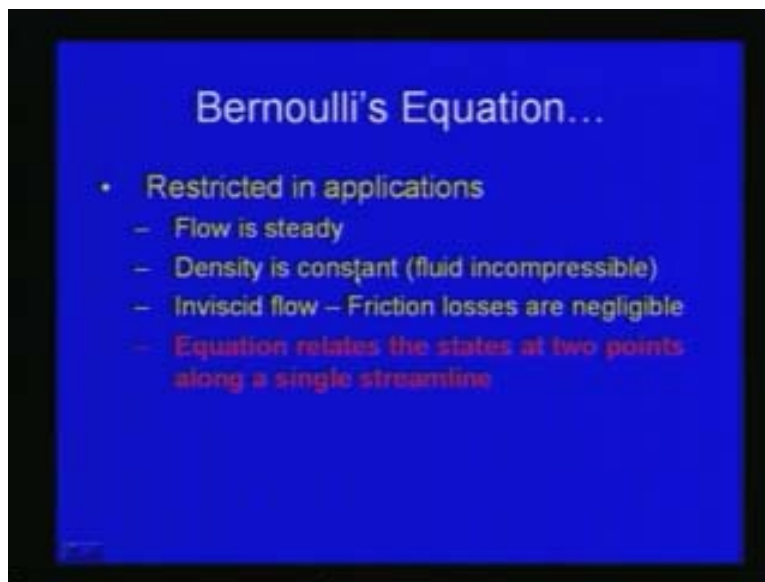 Bernoulli's Equation...
• Restricted in applications
– Flow is steady
– Density is constant (fluid incompressible)
– Inviscid flow – Friction losses are negligible
– Equation relates the states at two points
along a single streamline